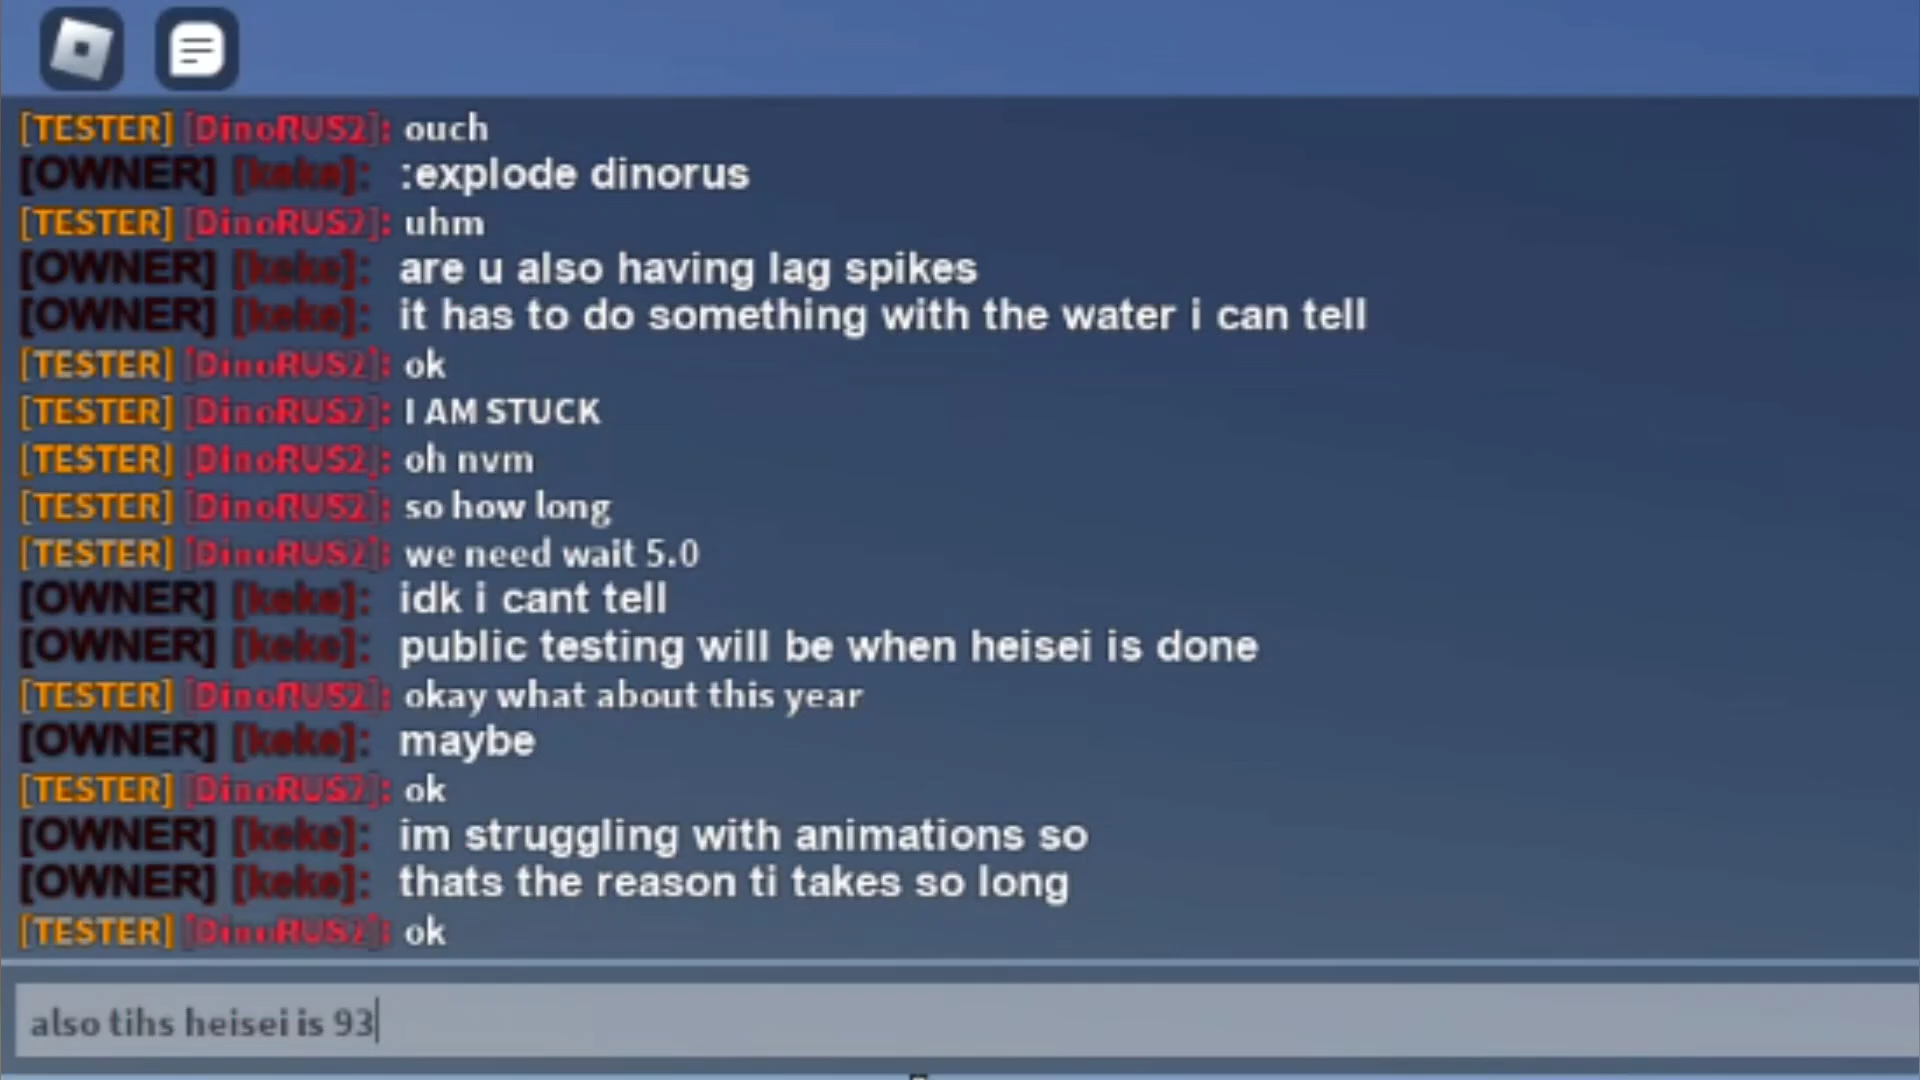 [TESTER] [DinoRUS2]: ouch
[OWNER] [keke]: :explode dinorus
[TESTER] [DinoRUS2]: uhm
[OWNER] [keke]: are u also having lag spikes
[OWNER] [keke]: it has to do something with the water i can tell
[TESTER] [DinoRUS2]: ok
[TESTER] [DinoRUS2]: I AM STUCK
[TESTER] [DinoRUS2]: oh nvm
[TESTER] [DinoRUS2]: so how long
[TESTER] [DinoRUS2]: we need wait 5.0
[OWNER] [keke]: idk i cant tell
[OWNER] [keke]: public testing will be when heisei is done
[TESTER] [DinoRUS2]: okay what about this year
[OWNER] [keke]: maybe
[TESTER] [DinoRUS2]: ok
[OWNER] [keke]: im struggling with animations so
[OWNER] [keke]: thats the reason ti takes so long
[TESTER] [DinoRUS2]: ok
also tihs heisei is 93